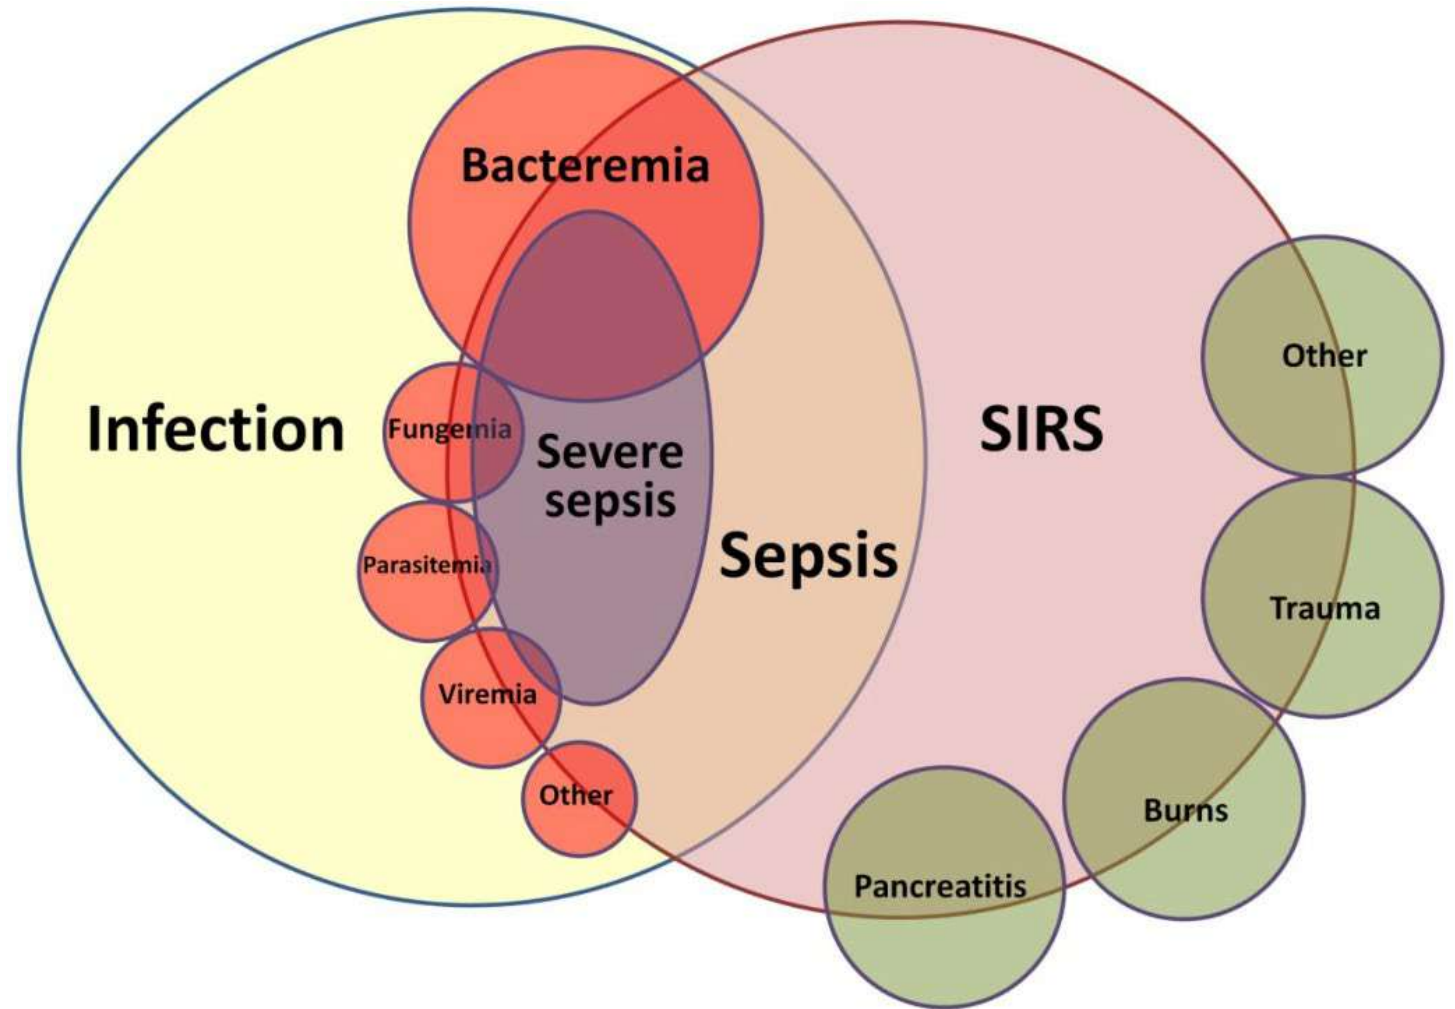 Bacteremia
Infection
Fungemia
Severe
sepsis
SIRS
Other
Parasitemia
Sepsis
Trauma
Viremia
Other
Burns
Pancreatitis